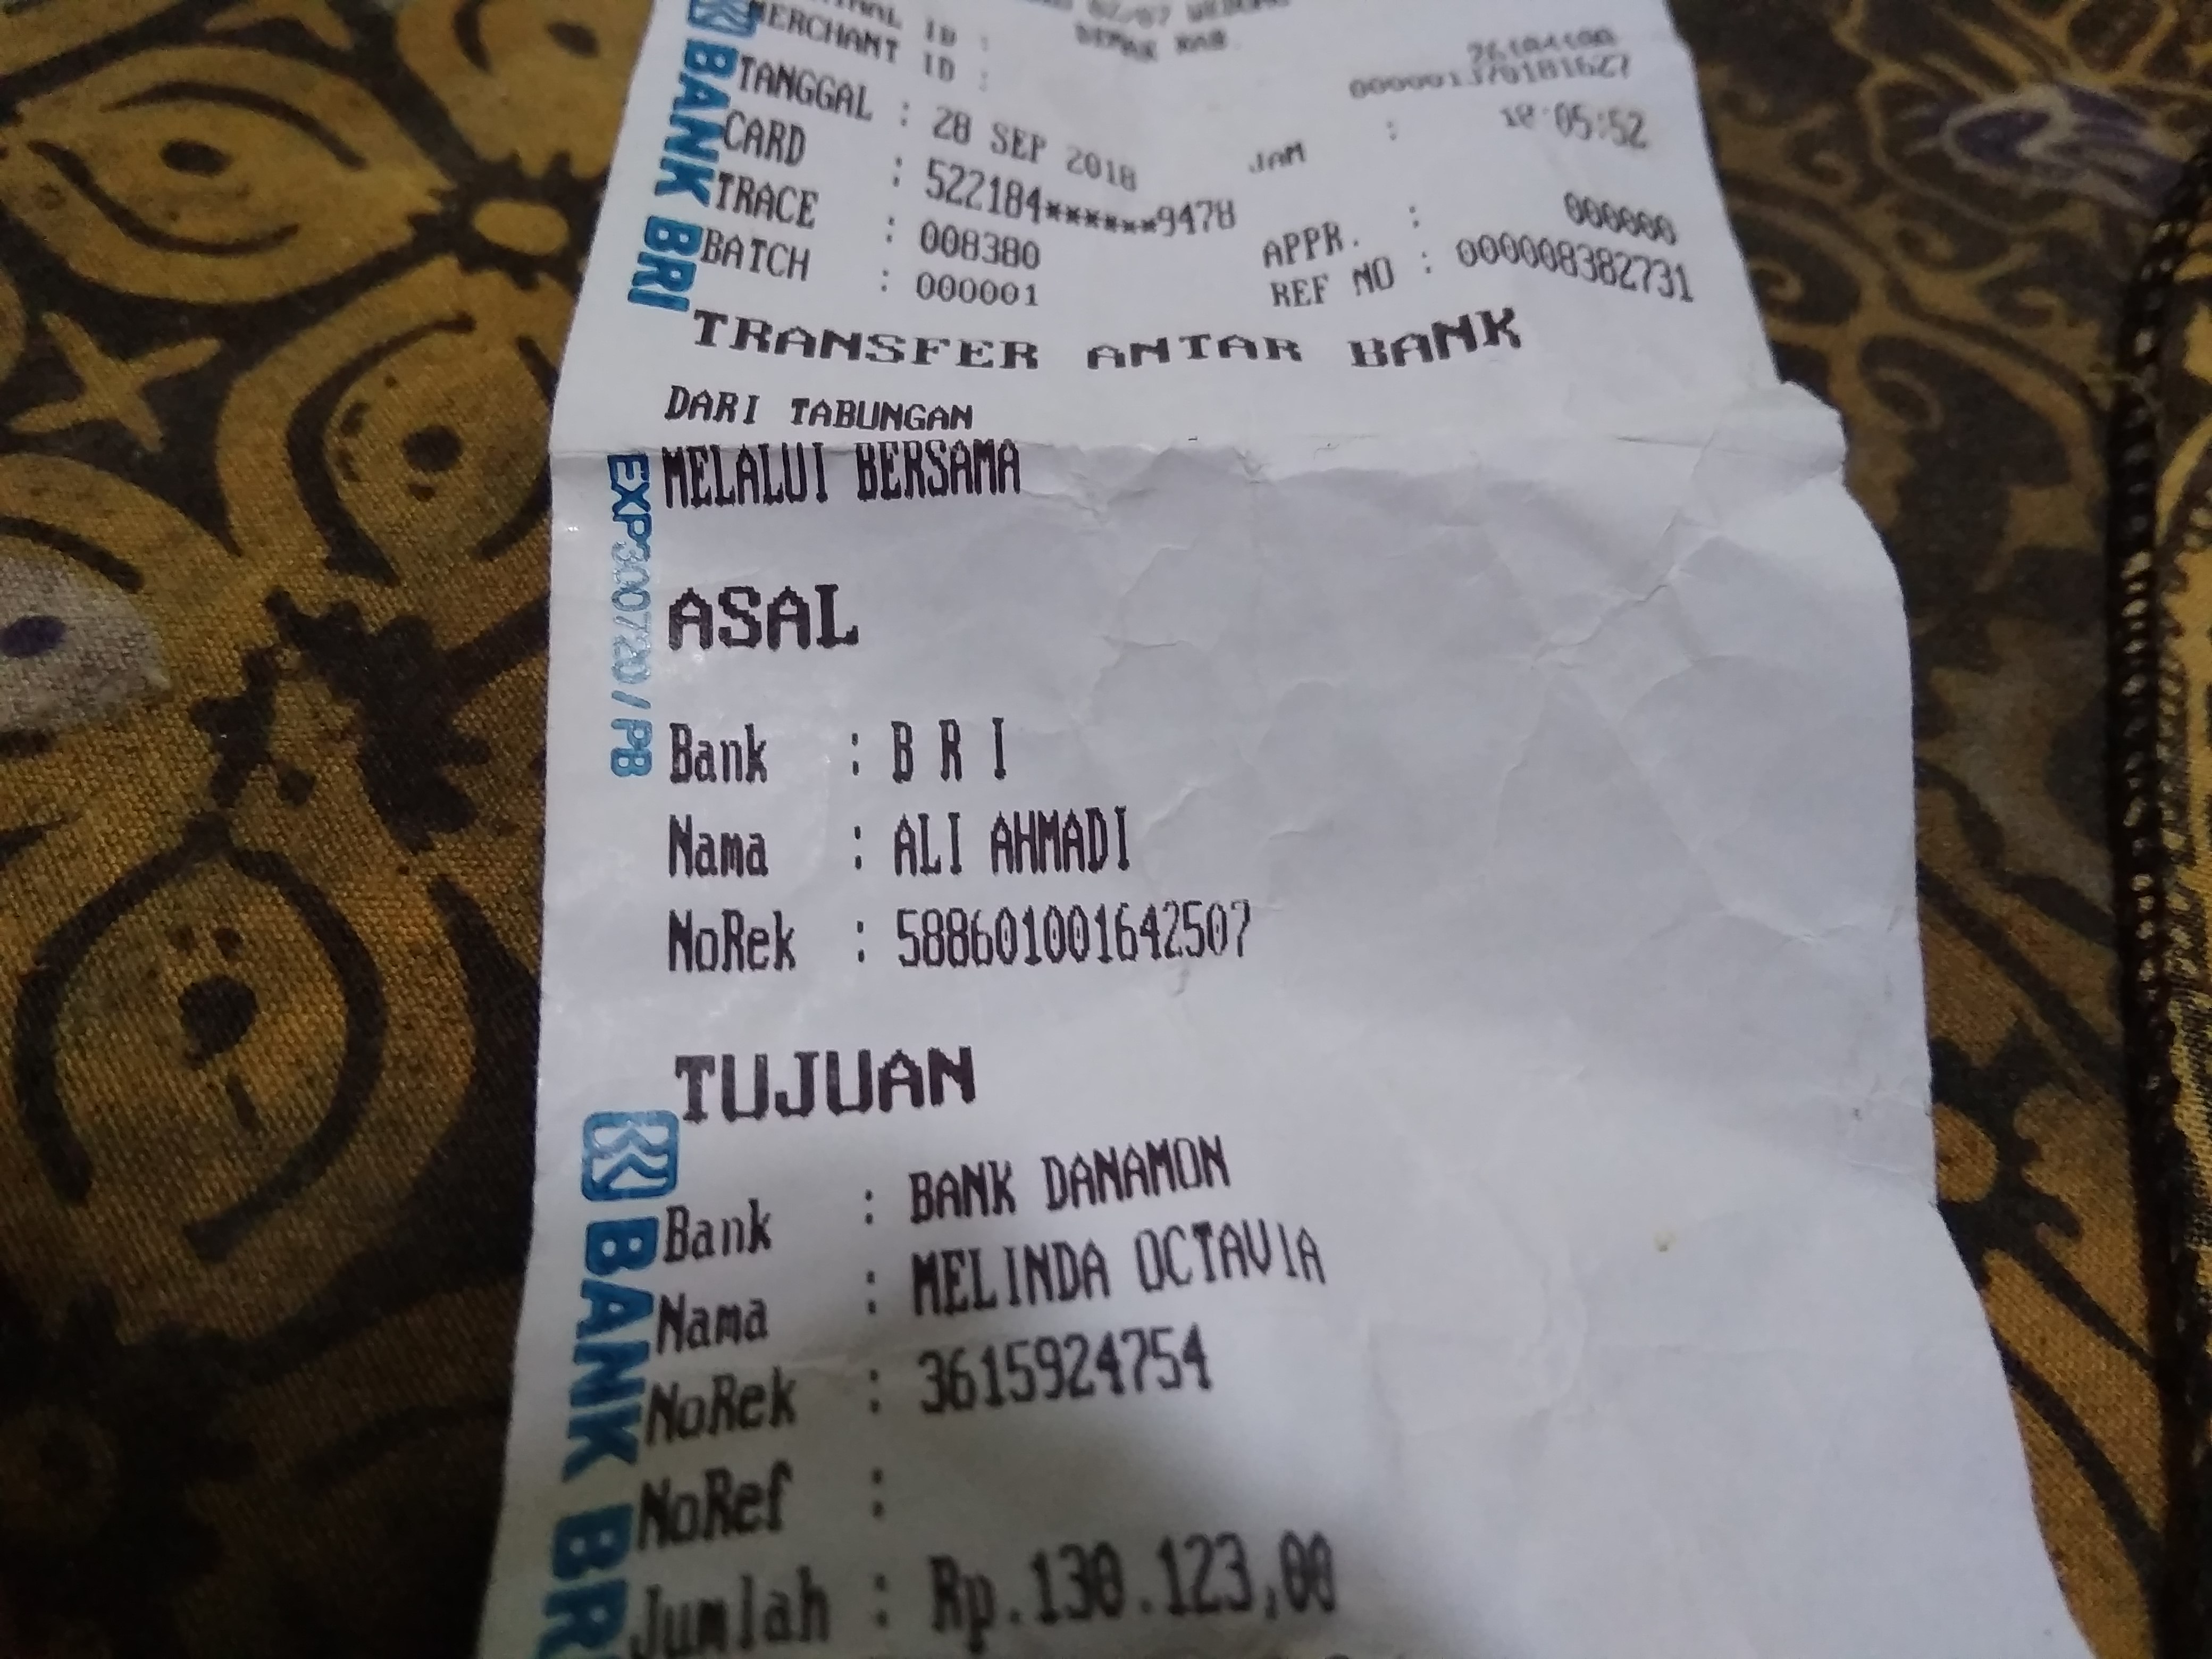 MERCHANT ID :
TANGGAL : 28 SEP 2018 JAM : 18:05:52
CARD : 522184******9478
TRACE : 008380 APPR. : 000000
BATCH : 000001 REF NO : 000008382731
TRANSFER ANTAR BANK
DARI TABUNGAN
MELALUI BERSAMA
ASAL
Bank : B R I
Nama : ALI AHMADI
NoRek : 588601001642507
TUJUAN
Bank : BANK DANAMON
Nama : MELINDA OCTAVIA
NoRek : 3615924754
NoRef :
Jumlah : Rp.130.123,00
BANK BRI
EXP300720 / PB
BANK BR